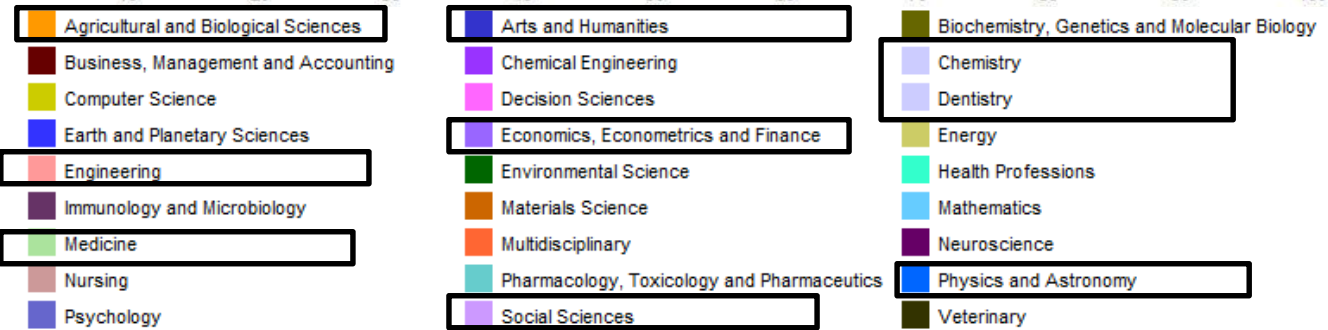 Agricultural and Biological Sciences
Arts and Humanities
Biochemistry, Genetics and Molecular Biology
Business, Management and Accounting
Chemical Engineering
Chemistry
Computer Science
Decision Sciences
Dentistry
Earth and Planetary Sciences
Economics, Econometrics and Finance
Energy
Engineering
Environmental Science
Health Professions
Immunology and Microbiology
Materials Science
Mathematics
Medicine
Multidisciplinary
Neuroscience
Nursing
Pharmacology, Toxicology and Pharmaceutics
Physics and Astronomy
Psychology
Social Sciences
Veterinary